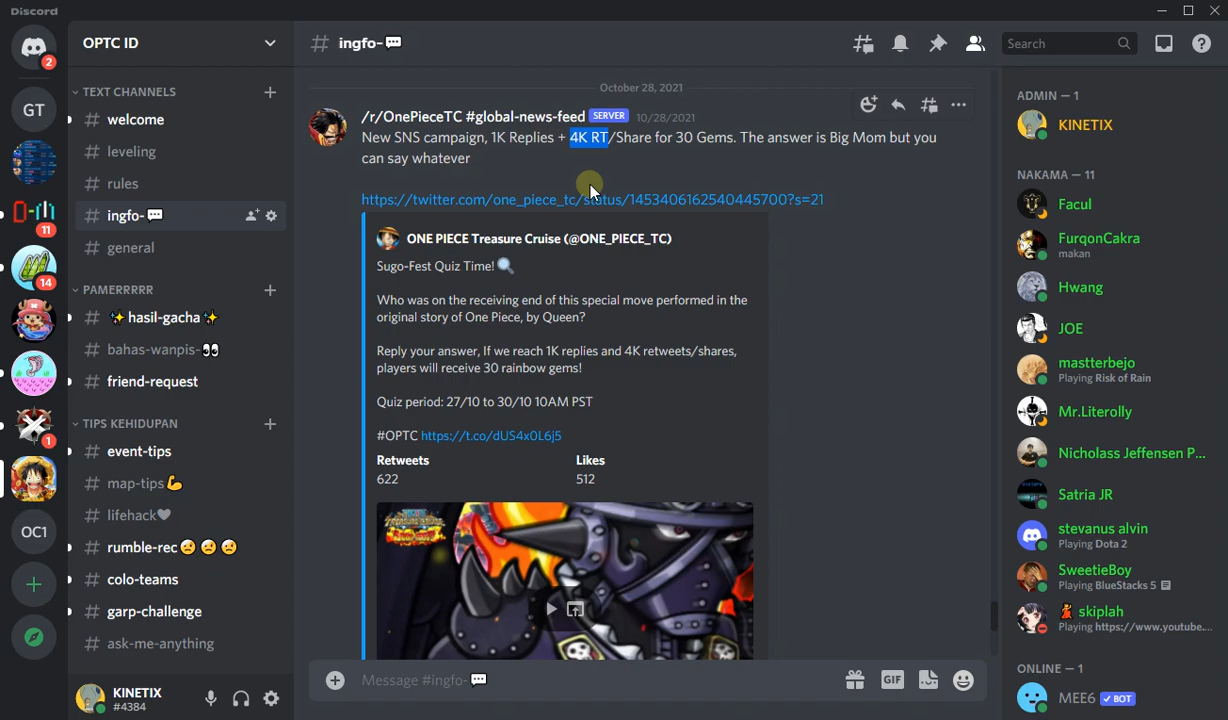 Discord
2
GT
11
14
1
OC1
OPTC ID
TEXT CHANNELS
# welcome
# leveling
# rules
# ingfo-💬
# general
PAMERRRRR
# ✨hasil-gacha✨
# bahas-wanpis-👀
# friend-request
TIPS KEHIDUPAN
# event-tips
# map-tips💪
# lifehack🖤
# rumble-rec😥😥😥
# colo-teams
# garp-challenge
# ask-me-anything
KINETIX
#4384
# ingfo-💬
Search
October 28, 2021
/r/OnePieceTC #global-news-feed SERVER 10/28/2021
New SNS campaign, 1K Replies + 4K RT/Share for 30 Gems. The answer is Big Mom but you
can say whatever
https://twitter.com/one_piece_tc/status/1453406162540445700?s=21
ONE PIECE Treasure Cruise (@ONE_PIECE_TC)
Sugo-Fest Quiz Time!🔍
Who was on the receiving end of this special move performed in the
original story of One Piece, by Queen?
Reply your answer, If we reach 1K replies and 4K retweets/shares,
players will receive 30 rainbow gems!
Quiz period: 27/10 to 30/10 10AM PST
#OPTC https://t.co/dUS4x0L6j5
Retweets Likes
622 512
Message #ingfo-💬
GIF
ADMIN — 1
KINETIX
NAKAMA — 11
Facul
FurqonCakra
makan
Hwang
JOE
mastterbejo
Playing Risk of Rain
Mr.Literolly
Nicholass Jeffensen P...
Satria JR
stevanus alvin
Playing Dota 2
SweetieBoy
Playing BlueStacks 5
skiplah
Playing https://www.youtube...
ONLINE — 1
MEE6 ✓ BOT